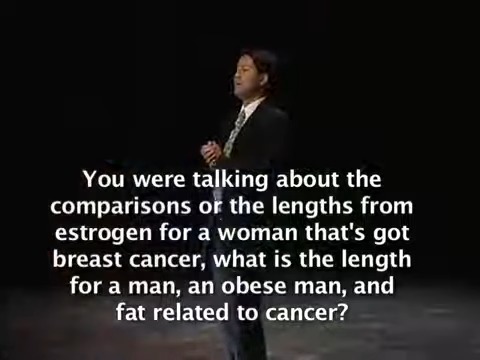 You were talking about the
comparisons or the lengths from
estrogen for a woman that's got
breast cancer, what is the length
for a man, an obese man, and
fat related to cancer?